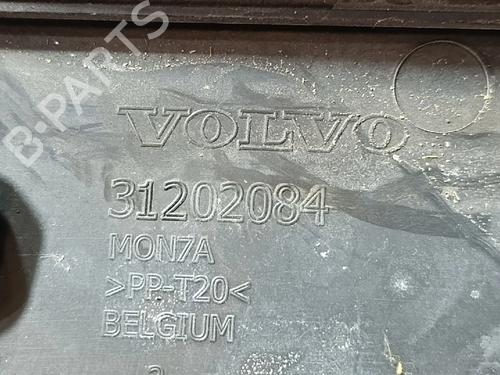 B-PARTS
VOLVO
31202084
MON7A
>PP-T20<
BELGIUM